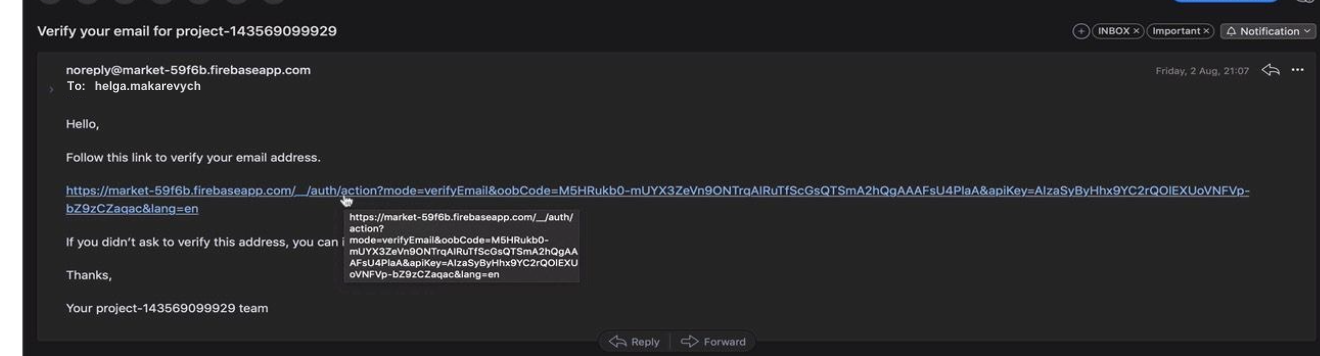 Verify your email for project-143569099929
INBOX × Important × Notification
noreply@market-59f6b.firebaseapp.com
Friday, 2 Aug, 21:07
To: helga.makarevych
Hello,
Follow this link to verify your email address.
https://market-59f6b.firebaseapp.com/__/auth/action?mode=verifyEmail&oobCode=M5HRukb0-mUYX3ZeVn9ONTrqAIRuTfScGsQTSmA2hQgAAAFsU4PlaA&apiKey=AIzaSyByHhx9YC2rQOlEXUoVNFVp-
bZ9zCZaqac&lang=en
https://market-59f6b.firebaseapp.com/__/auth/
action?
mode=verifyEmail&oobCode=M5HRukb0-
mUYX3ZeVn9ONTrqAIRuTfScGsQTSmA2hQgAA
AFsU4PlaA&apiKey=AIzaSyByHhx9YC2rQOlEXU
oVNFVp-bZ9zCZaqac&lang=en
If you didn't ask to verify this address, you can i
Thanks,
Your project-143569099929 team
Reply Forward